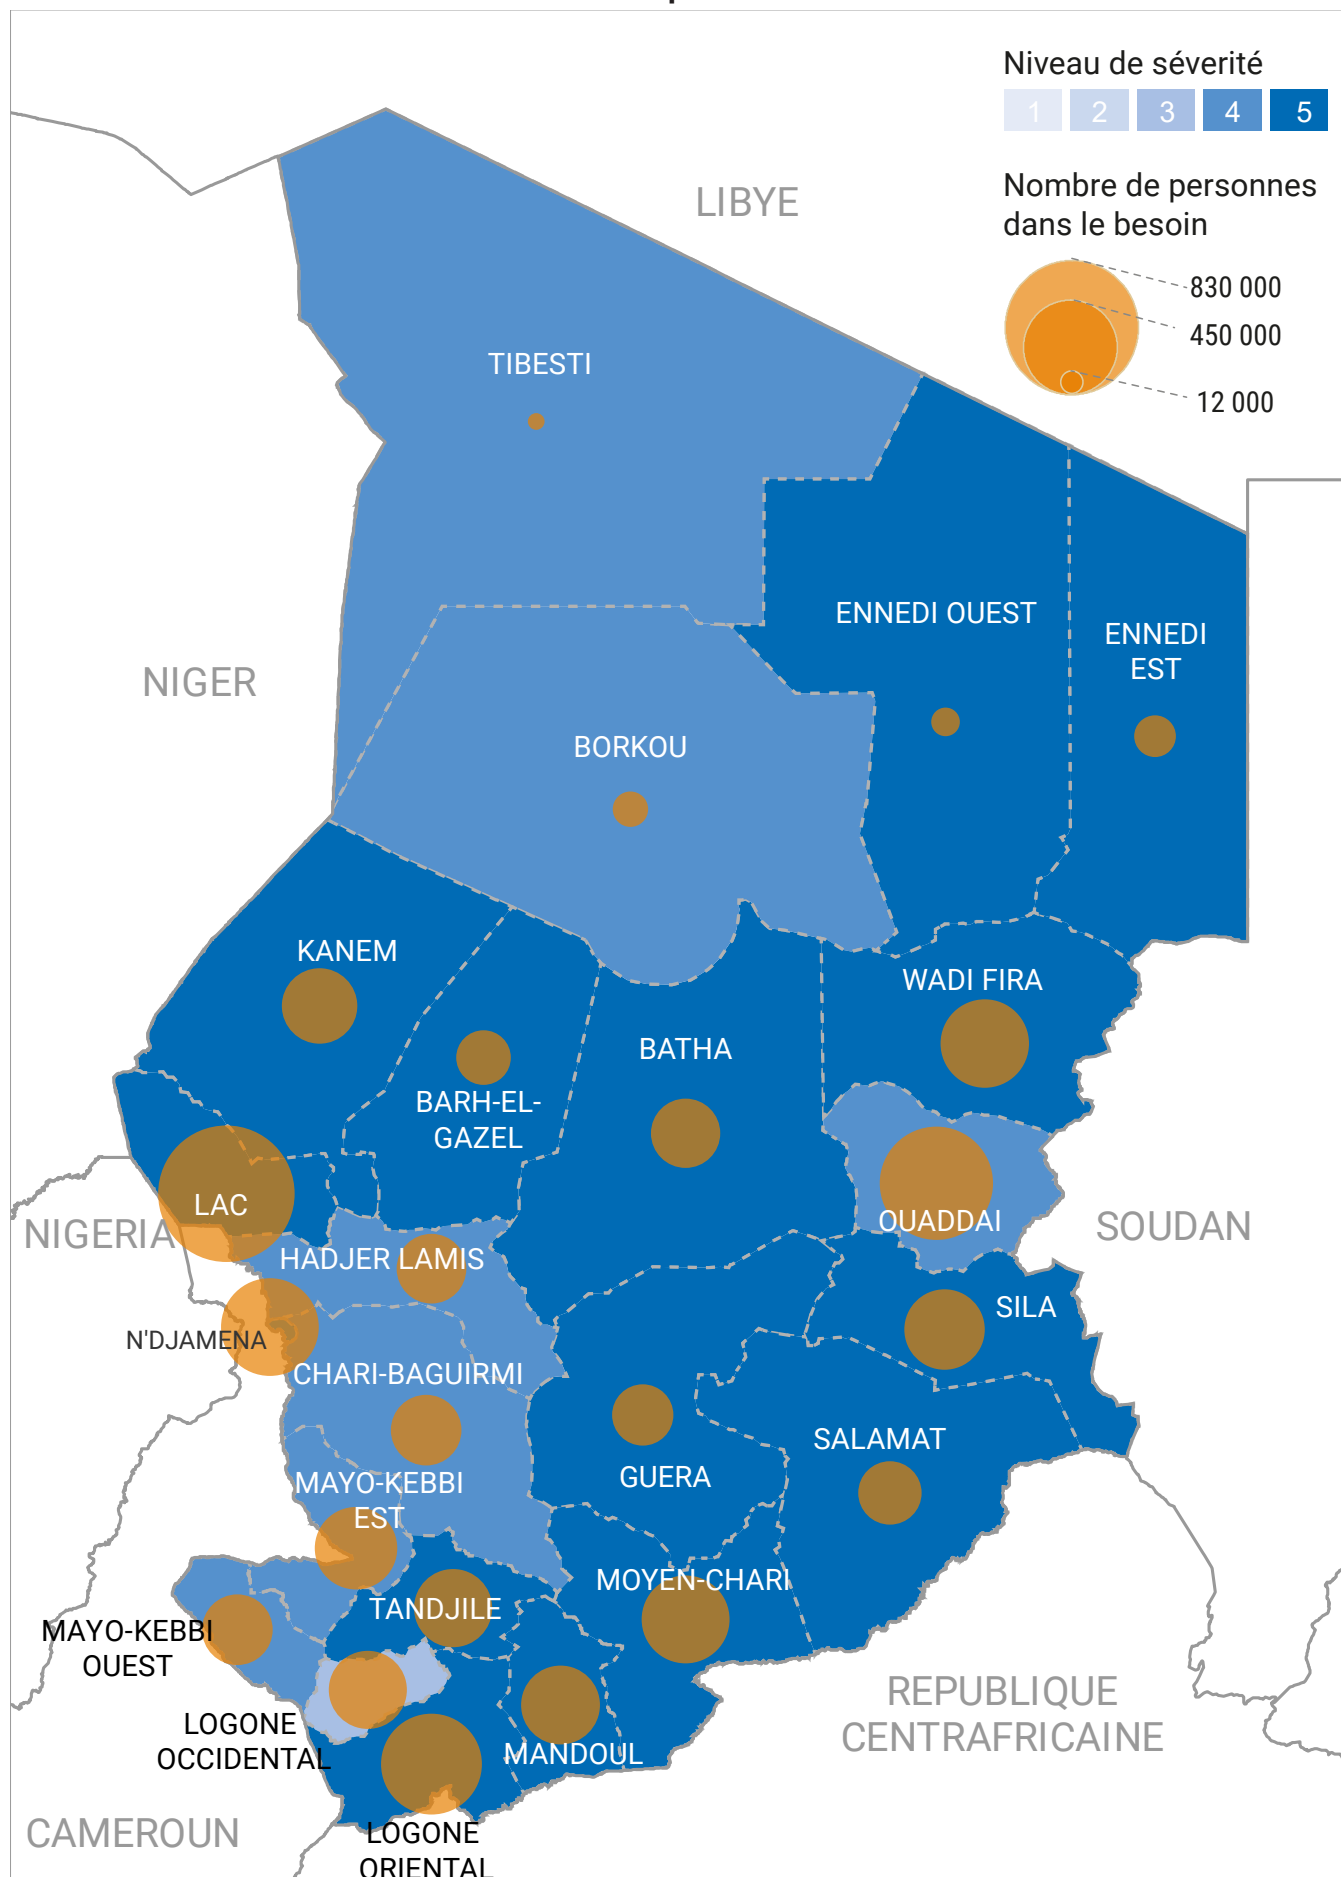 Niveau de séverité
1 2 3 4 5
LIBYE
Nombre de personnes
dans le besoin
830 000
450 000
12 000
TIBESTI
ENNEDI OUEST
ENNEDI
EST
NIGER
BORKOU
KANEM
WADI FIRA
BATHA
BARH-EL-
GAZEL
LAC
NIGERIA
OUADDAI
SOUDAN
HADJER LAMIS
SILA
N'DJAMENA
CHARI-BAGUIRMI
SALAMAT
GUERA
MAYO-KEBBI
EST
MOYEN-CHARI
TANDJILE
MAYO-KEBBI
OUEST
REPUBLIQUE
CENTRAFRICAINE
LOGONE
OCCIDENTAL
MANDOUL
CAMEROUN
LOGONE
ORIENTAL